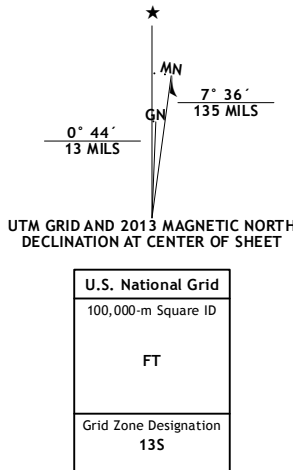 MN
7° 36´
135 MILS
GN
0° 44´
13 MILS
UTM GRID AND 2013 MAGNETIC NORTH
DECLINATION AT CENTER OF SHEET
U.S. National Grid
100,000-m Square ID
FT
Grid Zone Designation
13S